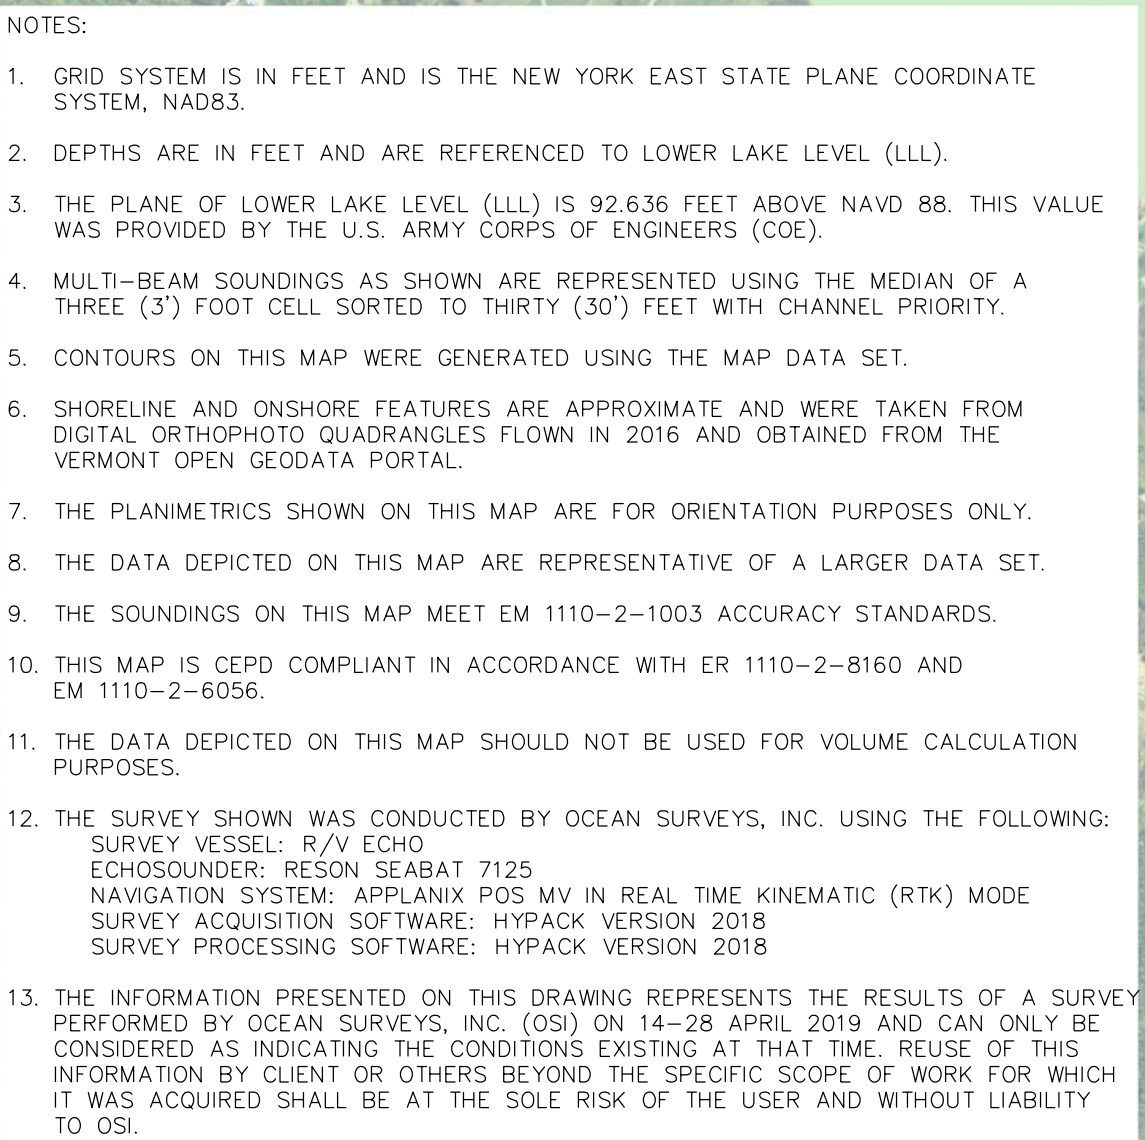 NOTES:
1. GRID SYSTEM IS IN FEET AND IS THE NEW YORK EAST STATE PLANE COORDINATE
SYSTEM, NAD83.
2. DEPTHS ARE IN FEET AND ARE REFERENCED TO LOWER LAKE LEVEL (LLL).
3. THE PLANE OF LOWER LAKE LEVEL (LLL) IS 92.636 FEET ABOVE NAVD 88. THIS VALUE
WAS PROVIDED BY THE U.S. ARMY CORPS OF ENGINEERS (COE).
4. MULTI-BEAM SOUNDINGS AS SHOWN ARE REPRESENTED USING THE MEDIAN OF A
THREE (3') FOOT CELL SORTED TO THIRTY (30') FEET WITH CHANNEL PRIORITY.
5. CONTOURS ON THIS MAP WERE GENERATED USING THE MAP DATA SET.
6. SHORELINE AND ONSHORE FEATURES ARE APPROXIMATE AND WERE TAKEN FROM
DIGITAL ORTHOPHOTO QUADRANGLES FLOWN IN 2016 AND OBTAINED FROM THE
VERMONT OPEN GEODATA PORTAL.
7. THE PLANIMETRICS SHOWN ON THIS MAP ARE FOR ORIENTATION PURPOSES ONLY.
8. THE DATA DEPICTED ON THIS MAP ARE REPRESENTATIVE OF A LARGER DATA SET.
9. THE SOUNDINGS ON THIS MAP MEET EM 1110-2-1003 ACCURACY STANDARDS.
10. THIS MAP IS CEPD COMPLIANT IN ACCORDANCE WITH ER 1110-2-8160 AND
EM 1110-2-6056.
11. THE DATA DEPICTED ON THIS MAP SHOULD NOT BE USED FOR VOLUME CALCULATION
PURPOSES.
12. THE SURVEY SHOWN WAS CONDUCTED BY OCEAN SURVEYS, INC. USING THE FOLLOWING:
SURVEY VESSEL: R/V ECHO
ECHOSOUNDER: RESON SEABAT 7125
NAVIGATION SYSTEM: APPLANIX POS MV IN REAL TIME KINEMATIC (RTK) MODE
SURVEY ACQUISITION SOFTWARE: HYPACK VERSION 2018
SURVEY PROCESSING SOFTWARE: HYPACK VERSION 2018
13. THE INFORMATION PRESENTED ON THIS DRAWING REPRESENTS THE RESULTS OF A SURVEY
PERFORMED BY OCEAN SURVEYS, INC. (OSI) ON 14-28 APRIL 2019 AND CAN ONLY BE
CONSIDERED AS INDICATING THE CONDITIONS EXISTING AT THAT TIME. REUSE OF THIS
INFORMATION BY CLIENT OR OTHERS BEYOND THE SPECIFIC SCOPE OF WORK FOR WHICH
IT WAS ACQUIRED SHALL BE AT THE SOLE RISK OF THE USER AND WITHOUT LIABILITY
TO OSI.